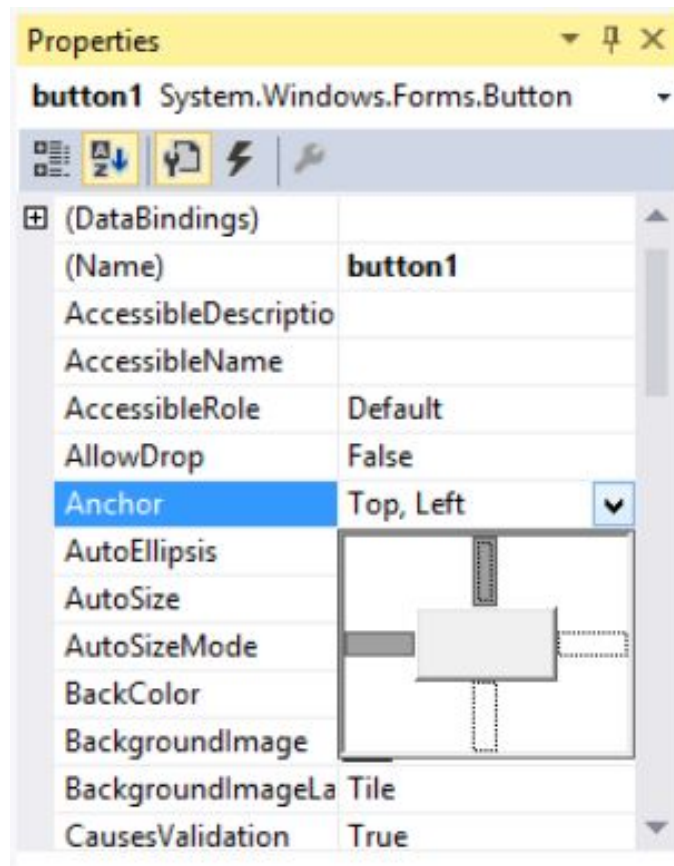 Properties
button1 System.Windows.Forms.Button
(DataBindings)
(Name) button1
AccessibleDescriptio
AccessibleName
AccessibleRole Default
AllowDrop False
Anchor Top, Left
AutoEllipsis
AutoSize
AutoSizeMode
BackColor
BackgroundImage
BackgroundImageLa Tile
CausesValidation True